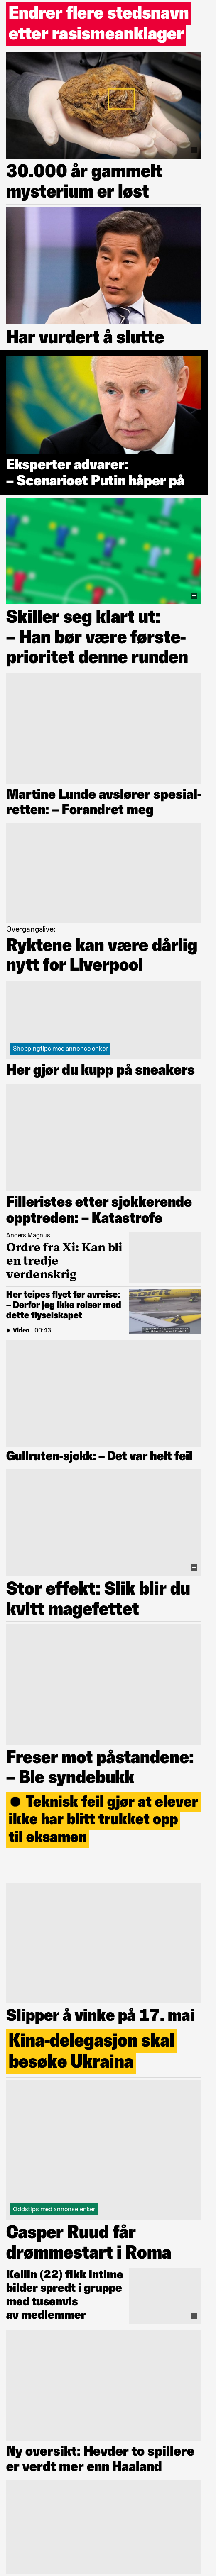 Endrer flere stedsnavn
etter rasismeanklager
30.000 år gammelt
mysterium er løst
Har vurdert å slutte
Eksperter advarer:
– Scenarioet Putin håper på
Skiller seg klart ut:
– Han bør være første-
prioritet denne runden
Martine Lunde avslører spesial-
retten: – Forandret meg
Overgangslive:
Ryktene kan være dårlig
nytt for Liverpool
Shoppingtips med annonselenker
Her gjør du kupp på sneakers
Filleristes etter sjokkerende
opptreden: – Katastrofe
Anders Magnus
Ordre fra Xi: Kan bli
en tredje
verdenskrig
Her teipes flyet før avreise:
– Derfor jeg ikke reiser med
dette flyselskapet
Video | 00:43
Gullruten-sjokk: – Det var helt feil
Stor effekt: Slik blir du
kvitt magefettet
Freser mot påstandene:
– Ble syndebukk
● Teknisk feil gjør at elever
ikke har blitt trukket opp
til eksamen
Slipper å vinke på 17. mai
Kina-delegasjon skal
besøke Ukraina
Oddstips med annonselenker
Casper Ruud får
drømmestart i Roma
Keilin (22) fikk intime
bilder spredt i gruppe
med tusenvis
av medlemmer
Ny oversikt: Hevder to spillere
er verdt mer enn Haaland